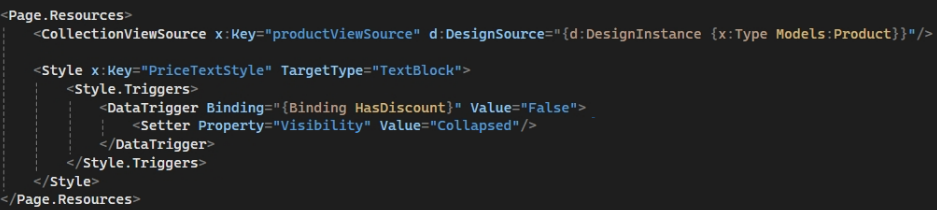 <Page.Resources>
<CollectionViewSource x:Key="productViewSource" d:DesignSource="{d:DesignInstance {x:Type Models:Product}}"/>
<Style x:Key="PriceTextStyle" TargetType="TextBlock">
<Style.Triggers>
<DataTrigger Binding="{Binding HasDiscount}" Value="False">
<Setter Property="Visibility" Value="Collapsed"/>
</DataTrigger>
</Style.Triggers>
</Style>
</Page.Resources>